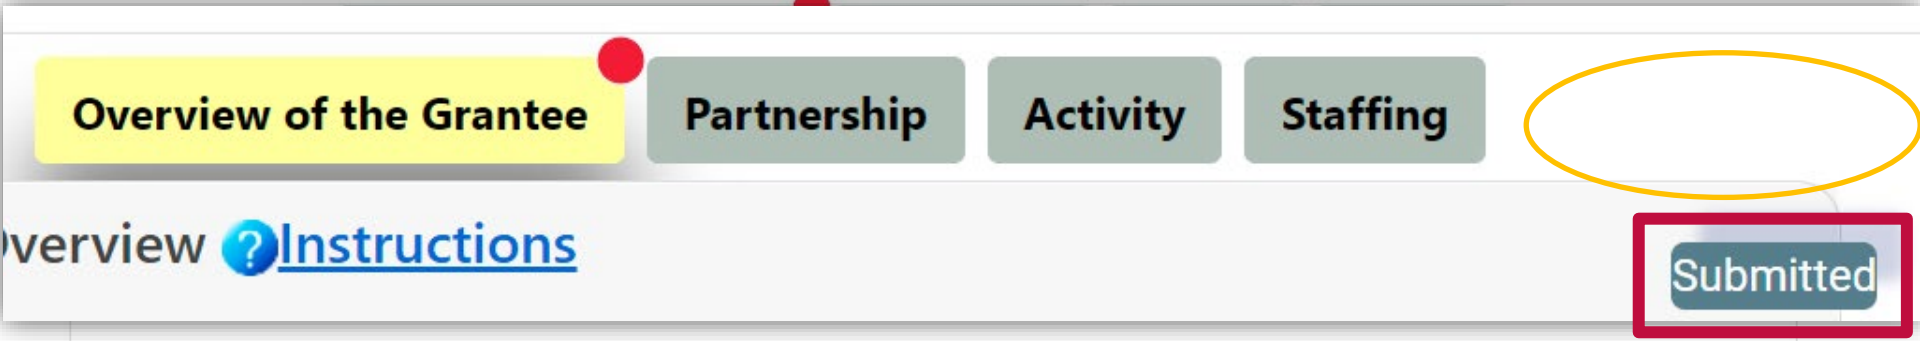 Overview of the Grantee Partnership Activity Staffing
verview ?Instructions
Submitted